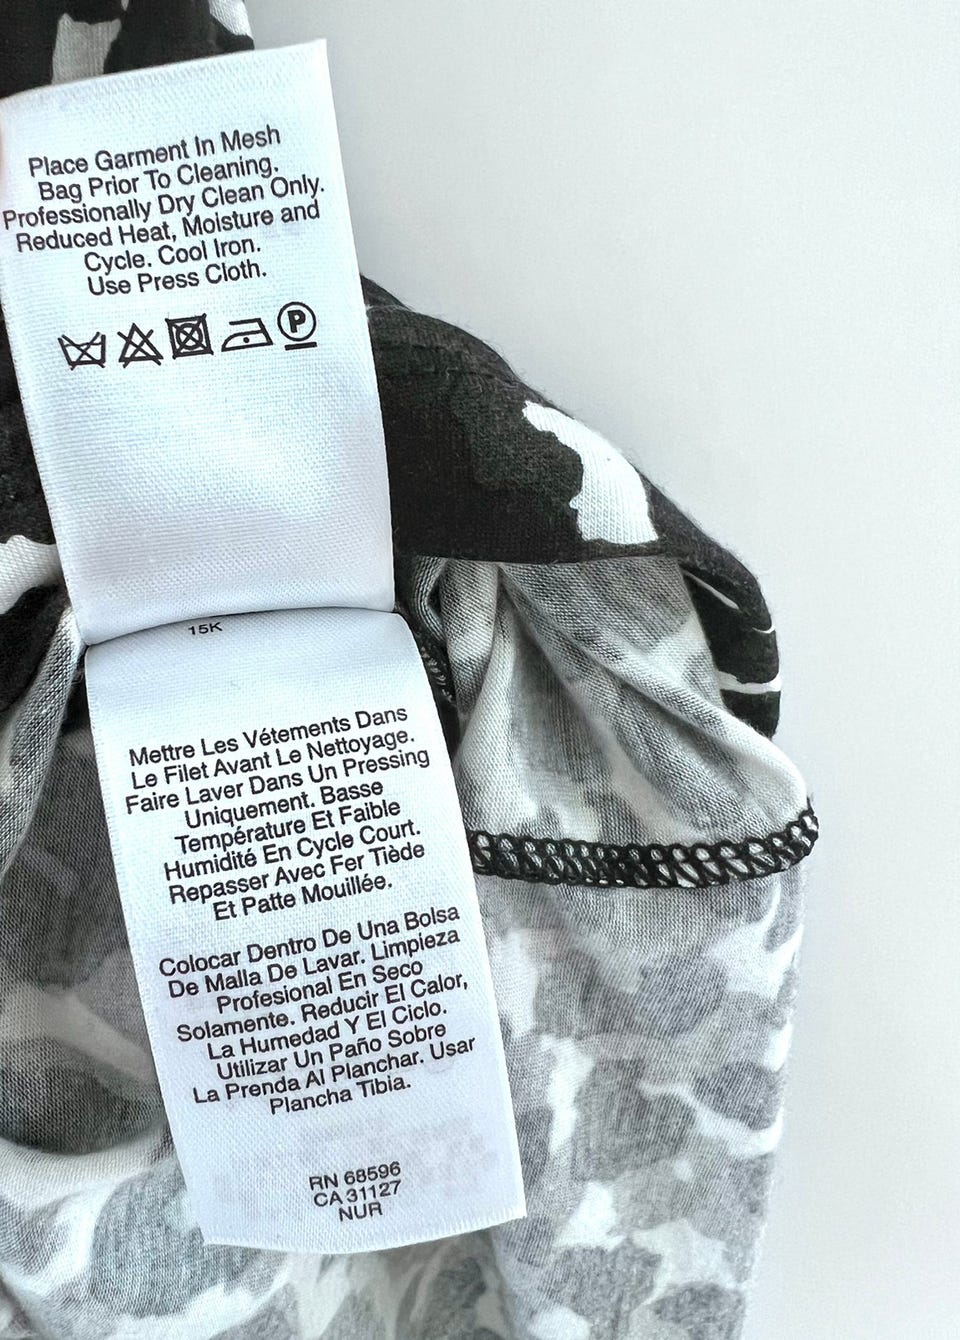 Place Garment In Mesh
Bag Prior To Cleaning.
Professionally Dry Clean Only.
Reduced Heat, Moisture and
Cycle. Cool Iron.
Use Press Cloth.
P
15K
Mettre Les Vétements Dans
Le Filet Avant Le Nettoyage.
Faire Laver Dans Un Pressing
Uniquement. Basse
Température Et Faible
Humidité En Cycle Court.
Repasser Avec Fer Tiède
Et Patte Mouillée.
Colocar Dentro De Una Bolsa
De Malla De Lavar. Limpieza
Profesional En Seco
Solamente. Reducir El Calor,
La Humedad Y El Ciclo.
Utilizar Un Paño Sobre
La Prenda Al Planchar. Usar
Plancha Tibia.
RN 68596
CA 31127
NUR